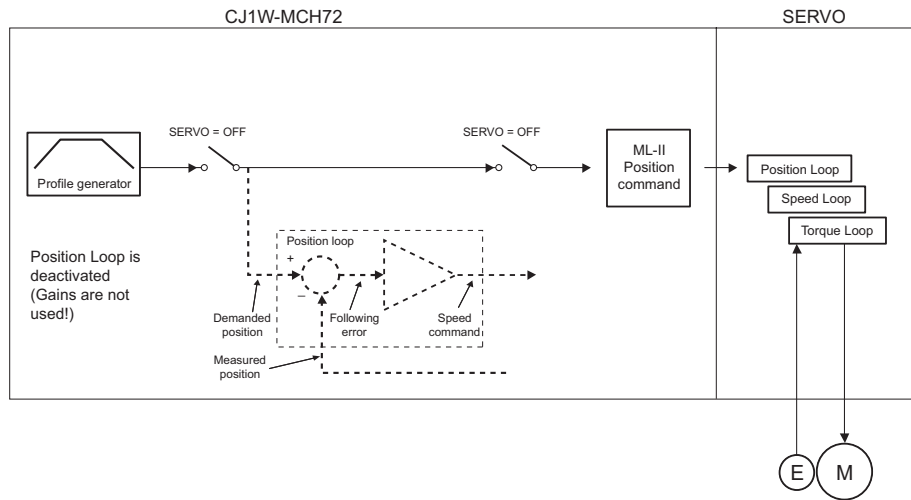 CJ1W-MCH72
SERVO
SERVO = OFF
SERVO = OFF
Profile generator
ML-II
Position
command
Position Loop
Speed Loop
Torque Loop
Position Loop is
deactivated
(Gains are not
used!)
Position loop
+
–
Demanded
position
Following
error
Speed
command
Measured
position
E
M